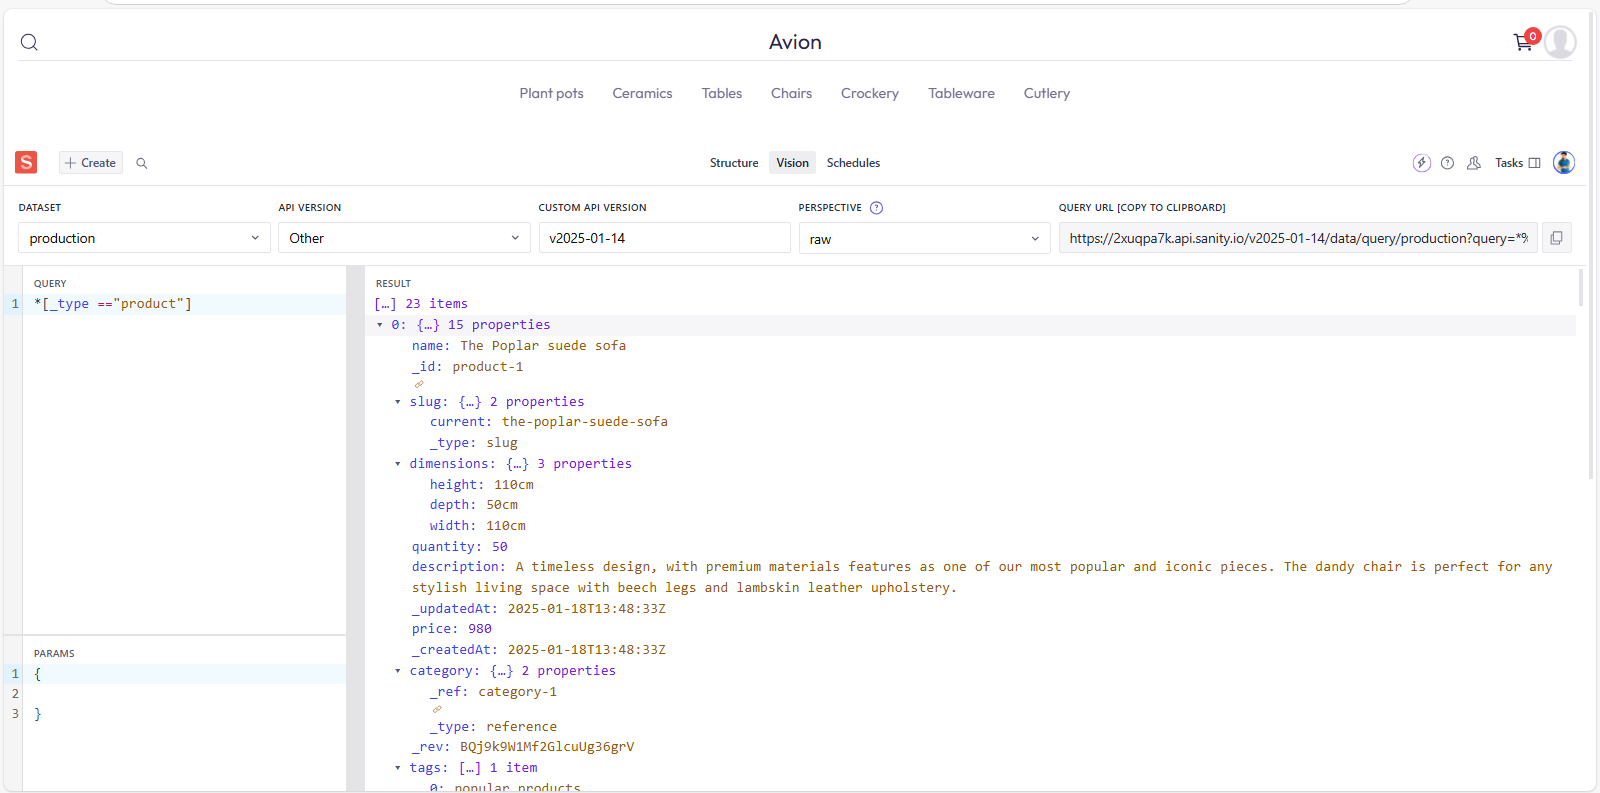 Avion
0
Plant pots Ceramics Tables Chairs Crockery Tableware Cutlery
S
Create
Structure Vision Schedules
Tasks
DATASET API VERSION CUSTOM API VERSION PERSPECTIVE ? QUERY URL [COPY TO CLIPBOARD]
production Other v2025-01-14 raw https://2xuqpa7k.api.sanity.io/v2025-01-14/data/query/production?query=*%
QUERY
1 *[_type =="product"]
PARAMS
1 {
2
3 }
RESULT
[…] 23 items
0: {…} 15 properties
name: The Poplar suede sofa
_id: product-1
slug: {…} 2 properties
current: the-poplar-suede-sofa
_type: slug
dimensions: {…} 3 properties
height: 110cm
depth: 50cm
width: 110cm
quantity: 50
description: A timeless design, with premium materials features as one of our most popular and iconic pieces. The dandy chair is perfect for any
stylish living space with beech legs and lambskin leather upholstery.
_updatedAt: 2025-01-18T13:48:33Z
price: 980
_createdAt: 2025-01-18T13:48:33Z
category: {…} 2 properties
_ref: category-1
_type: reference
_rev: BQj9k9W1Mf2GlcuUg36grV
tags: […] 1 item
0: popular products